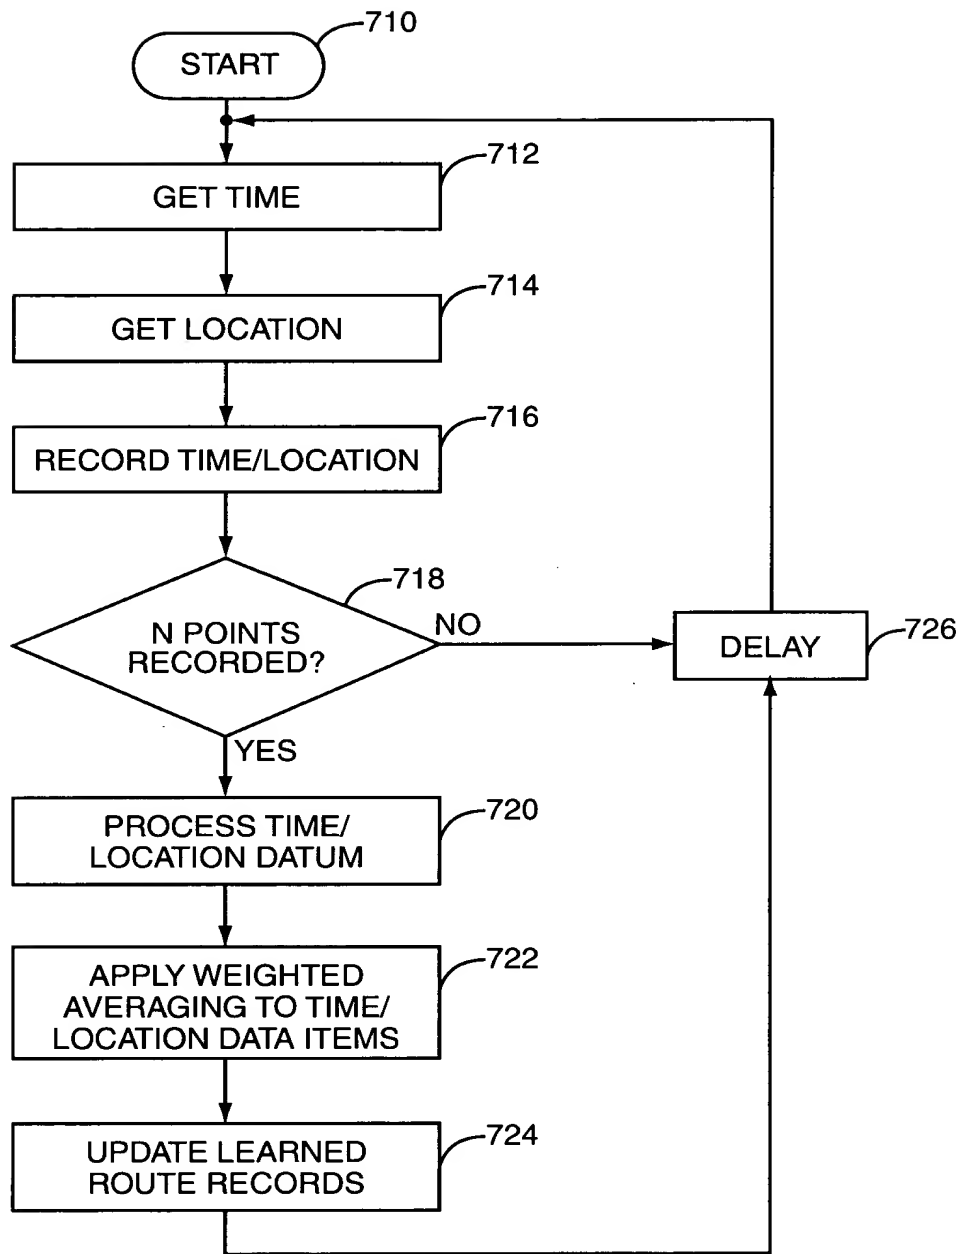 710
START
712
GET TIME
714
GET LOCATION
716
RECORD TIME/LOCATION
718
N POINTS
RECORDED?
NO
DELAY
726
YES
720
PROCESS TIME/
LOCATION DATUM
722
APPLY WEIGHTED
AVERAGING TO TIME/
LOCATION DATA ITEMS
724
UPDATE LEARNED
ROUTE RECORDS